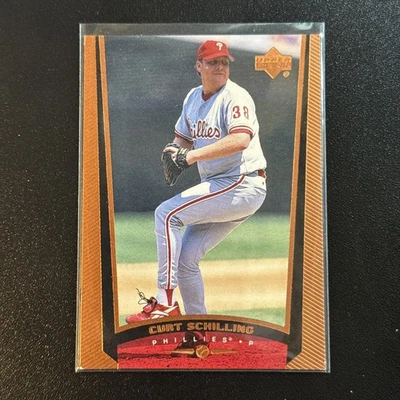 UPPER
DECK
Phillies
38
CURT SCHILLING
PHILLIES • P